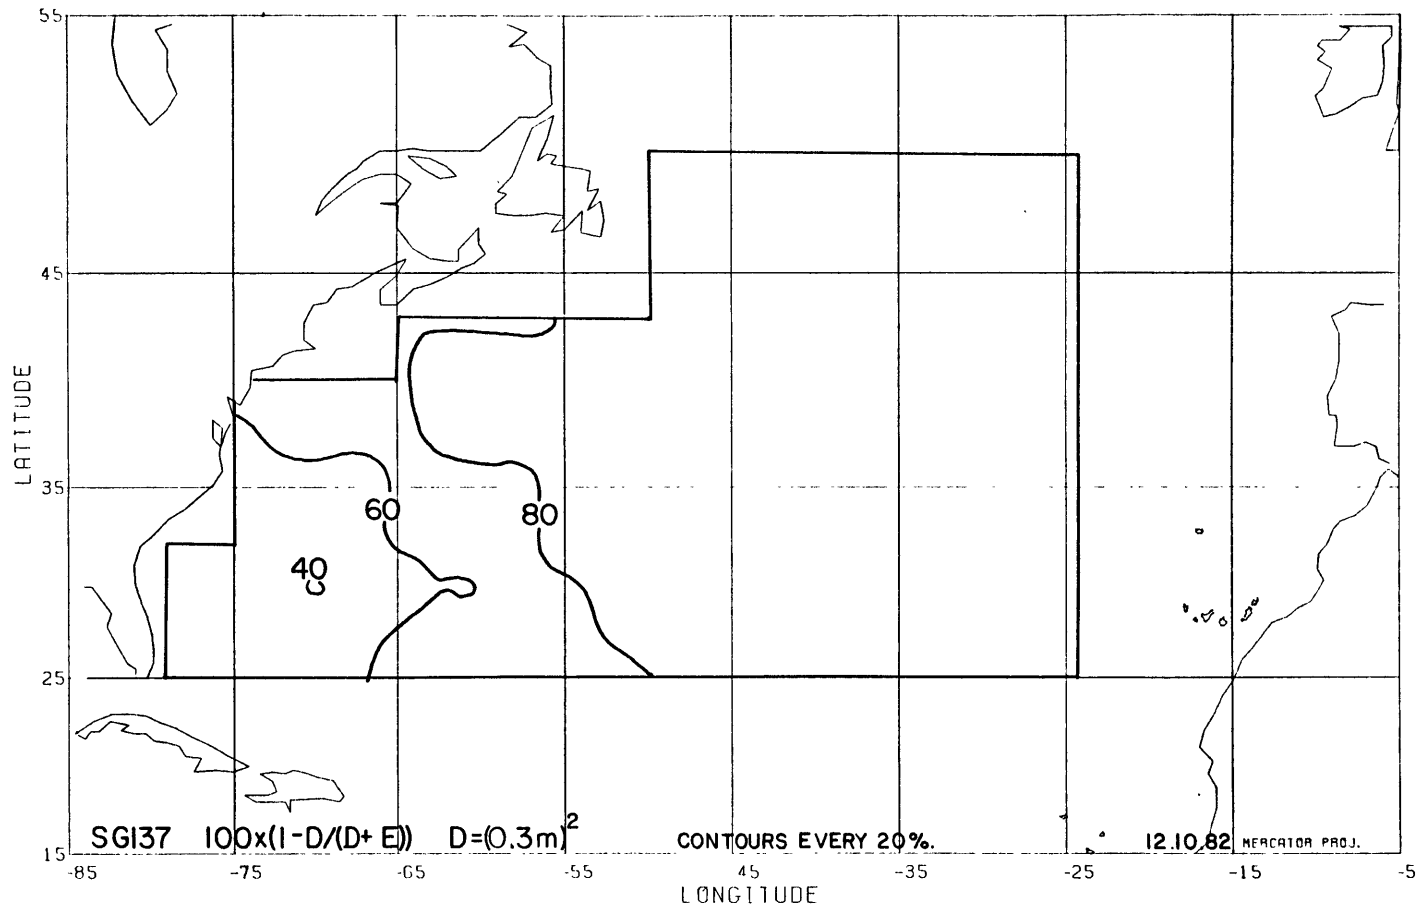 55
45
35
25
15
LATITUDE
60
80
40
SG137 100x(1-D/(D+E)) D=(0.3m)²
CONTOURS EVERY 20%.
12.10.82 MERCATOR PROJ.
-85 -75 -65 -55 45 -35 -25 -15 -5
LONGITUDE